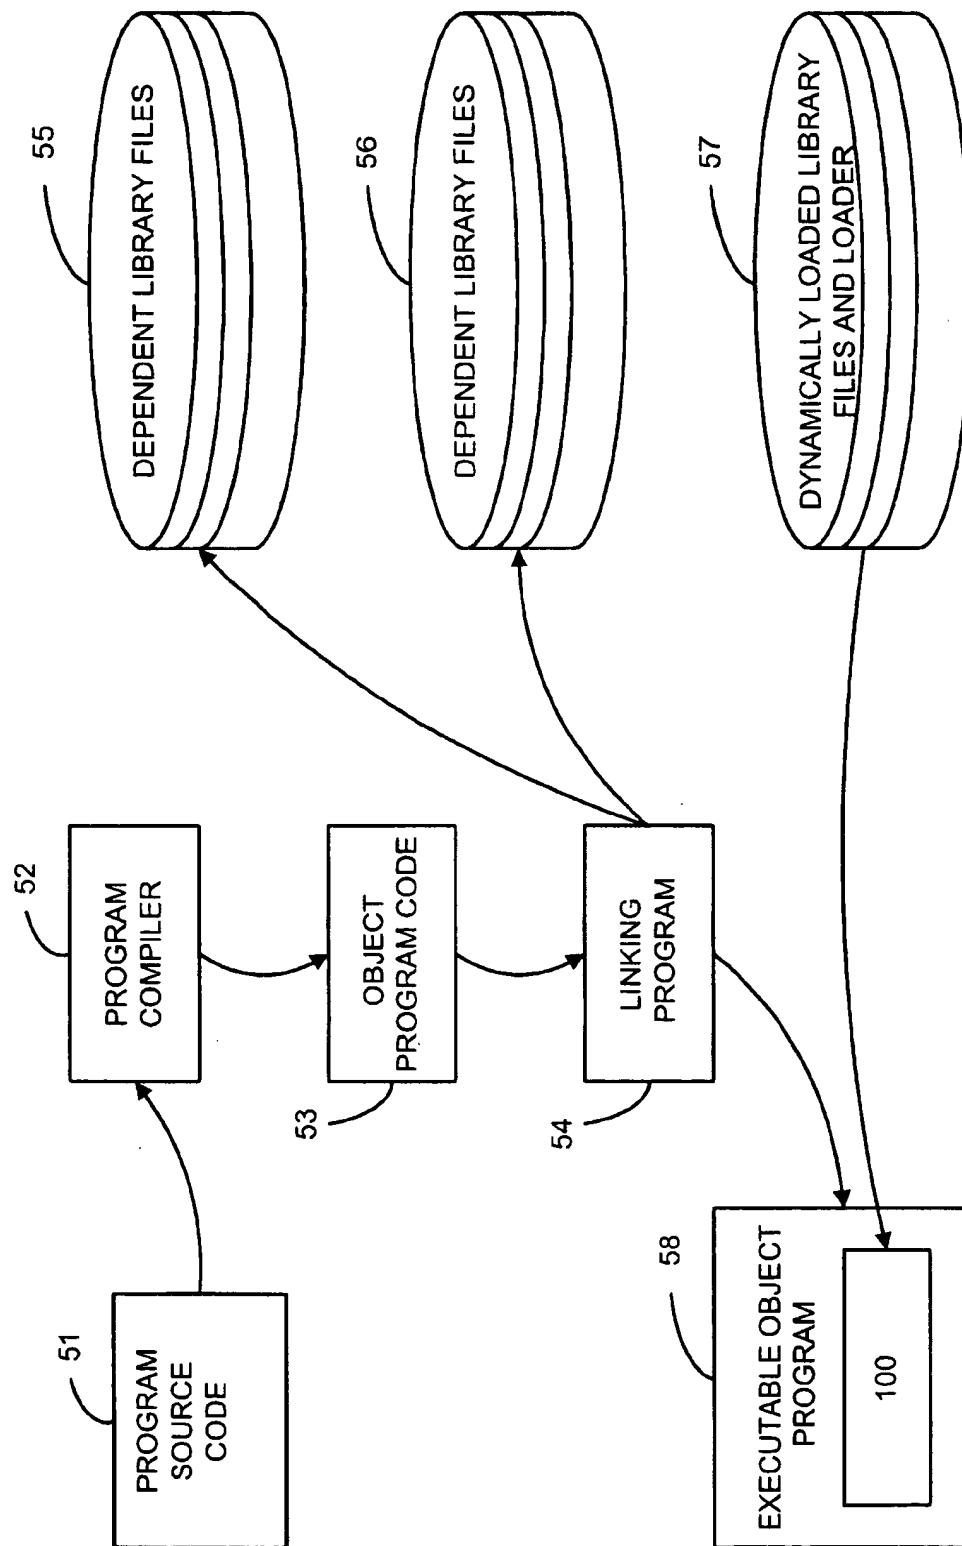 51
PROGRAM
SOURCE
CODE
52
PROGRAM
COMPILER
55
DEPENDENT LIBRARY FILES
53
OBJECT
PROGRAM CODE
56
DEPENDENT LIBRARY FILES
54
LINKING
PROGRAM
58
EXECUTABLE OBJECT
PROGRAM
100
57
DYNAMICALLY LOADED LIBRARY
FILES AND LOADER